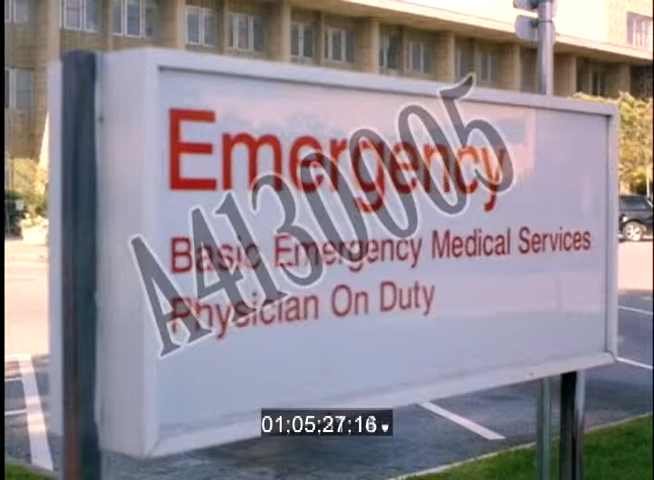 Emergency
A4130005
Basic Emergency Medical Services
Physician On Duty
01:05:27:16